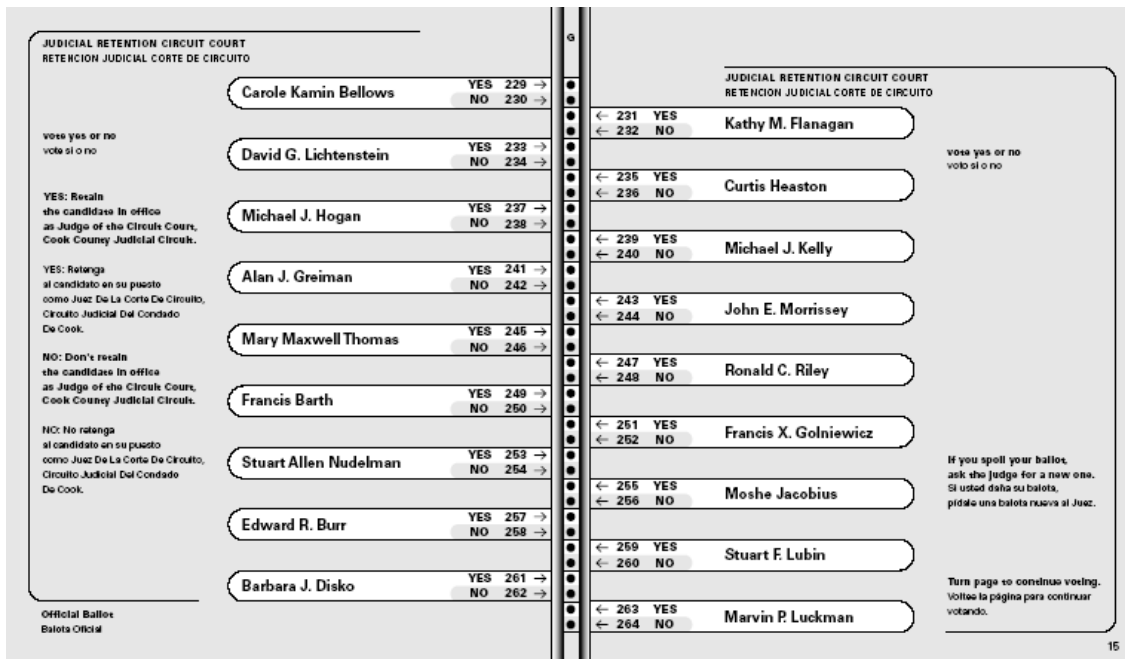 JUDICIAL RETENTION CIRCUIT COURT
RETENCION JUDICIAL CORTE DE CIRCUITO
vote yes or no
vote si o no
YES: Retain
the candidate in office
as Judge of the Circuit Court,
Cook County Judicial Circuit.
YES: Retenga
al candidato en su puesto
como Juez De La Corte De Circuito,
Circuito Judicial Del Condado
De Cook.
NO: Don't retain
the candidate in office
as Judge of the Circuit Court,
Cook County Judicial Circuit.
NO: No retenga
al candidato en su puesto
como Juez De La Corte De Circuito,
Circuito Judicial Del Condado
De Cook.
Official Ballot
Balota Oficial
Carole Kamin Bellows YES 229 →
NO 230 →
David G. Lichtenstein YES 233 →
NO 234 →
Michael J. Hogan YES 237 →
NO 238 →
Alan J. Greiman YES 241 →
NO 242 →
Mary Maxwell Thomas YES 245 →
NO 246 →
Francis Barth YES 249 →
NO 250 →
Stuart Allen Nudelman YES 253 →
NO 254 →
Edward R. Burr YES 257 →
NO 258 →
Barbara J. Disko YES 261 →
NO 262 →
G
JUDICIAL RETENTION CIRCUIT COURT
RETENCION JUDICIAL CORTE DE CIRCUITO
← 231 YES Kathy M. Flanagan
← 232 NO
← 235 YES Curtis Heaston
← 236 NO
← 239 YES Michael J. Kelly
← 240 NO
← 243 YES John E. Morrissey
← 244 NO
← 247 YES Ronald C. Riley
← 248 NO
← 251 YES Francis X. Golniewicz
← 252 NO
← 255 YES Moshe Jacobius
← 256 NO
← 259 YES Stuart F. Lubin
← 260 NO
← 263 YES Marvin P. Luckman
← 264 NO
vote yes or no
voto si o no
If you spoil your ballot,
ask the judge for a new one.
Si usted daña su balota,
pídale una balota nueva al Juez.
Turn page to continue voting.
Voltee la página para continuar
votando.
15